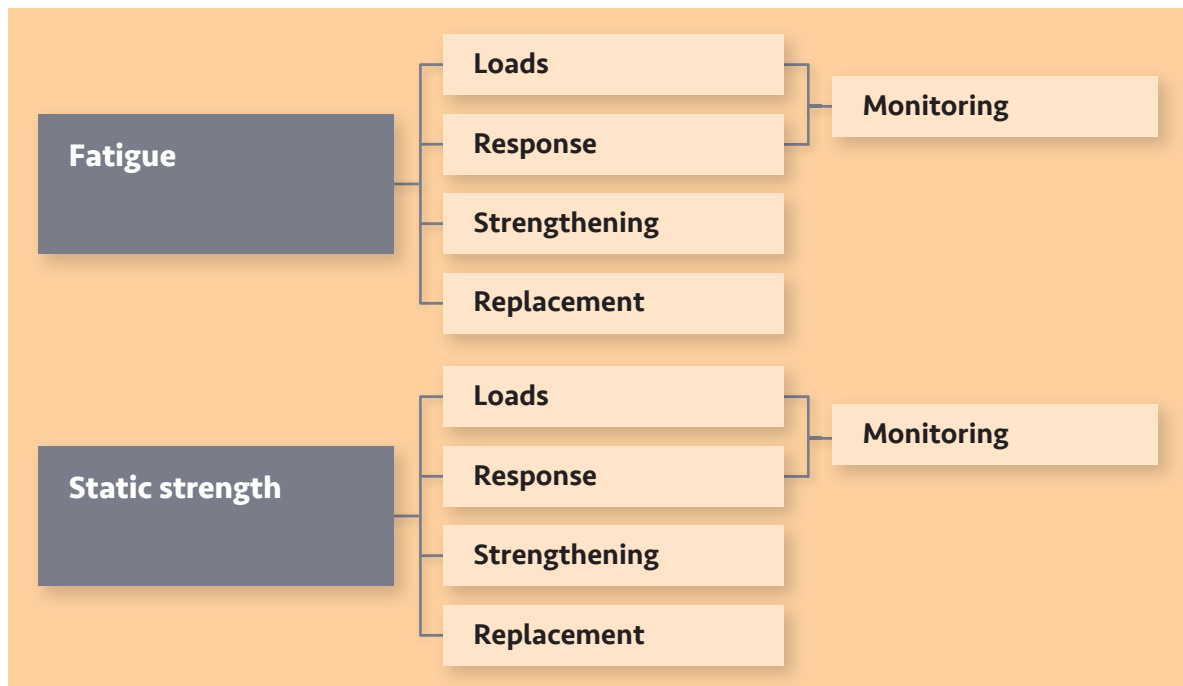 Fatigue
Loads
Response
Strengthening
Replacement
Monitoring
Static strength
Loads
Response
Strengthening
Replacement
Monitoring